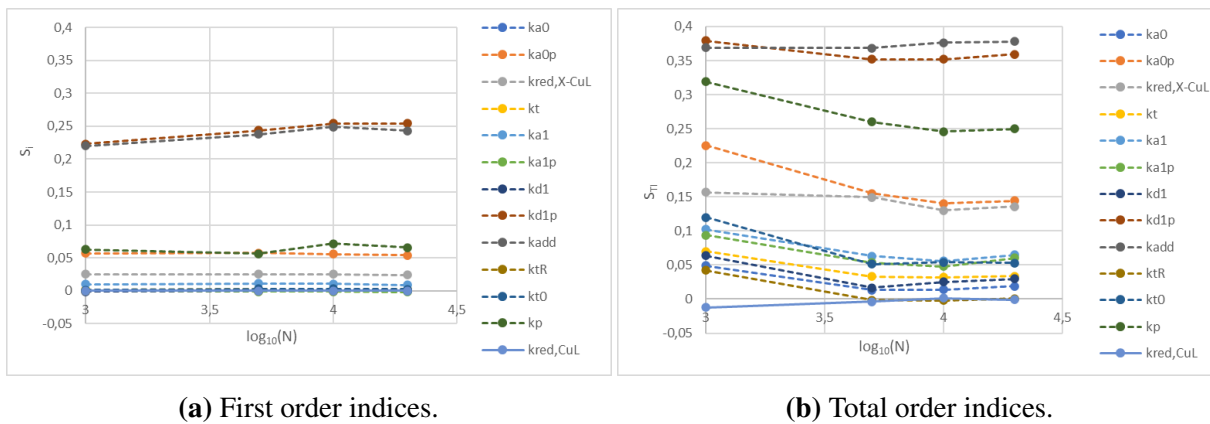 a)
0,4
0,35
0,3
0,25
0,2
0,15
0,1
0,05
0
-0,05
Si
3
3,5
4
4,5
log10(N)
ka0
ka0p
kred,X-CuL
kt
ka1
ka1p
kd1
kd1p
kadd
ktR
kt0
kp
kred,CuL
b)
0,4
0,35
0,3
0,25
0,2
0,15
0,1
0,05
0
-0,05
STI
3
3,5
4
4,5
log10(N)
ka0
ka0p
kred,X-CuL
kt
ka1
ka1p
kd1
kd1p
kadd
ktR
kt0
kp
kred,CuL
(a) First order indices.
(b) Total order indices.